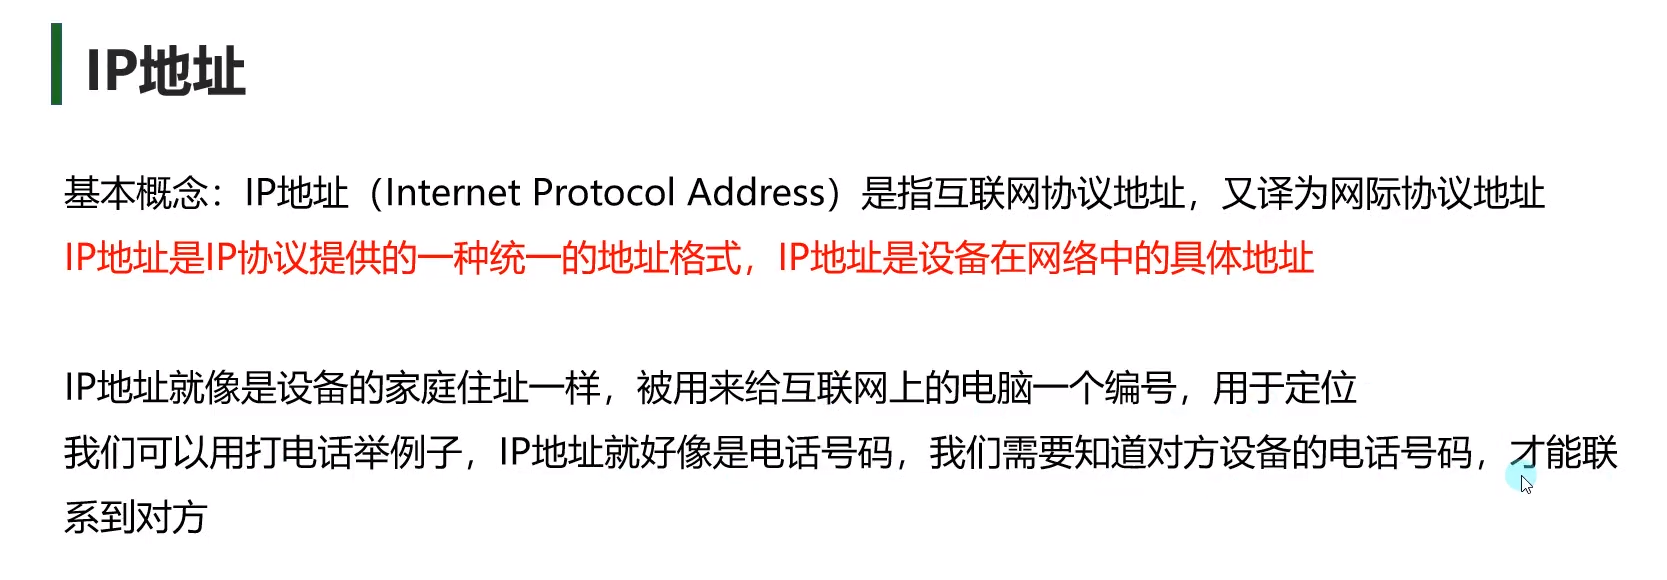 IP地址
基本概念：IP地址（Internet Protocol Address）是指互联网协议地址，又译为网际协议地址
IP地址是IP协议提供的一种统一的地址格式，IP地址是设备在网络中的具体地址
IP地址就像是设备的家庭住址一样，被用来给互联网上的电脑一个编号，用于定位
我们可以用打电话举例子，IP地址就好像是电话号码，我们需要知道对方设备的电话号码，才能联
系到对方